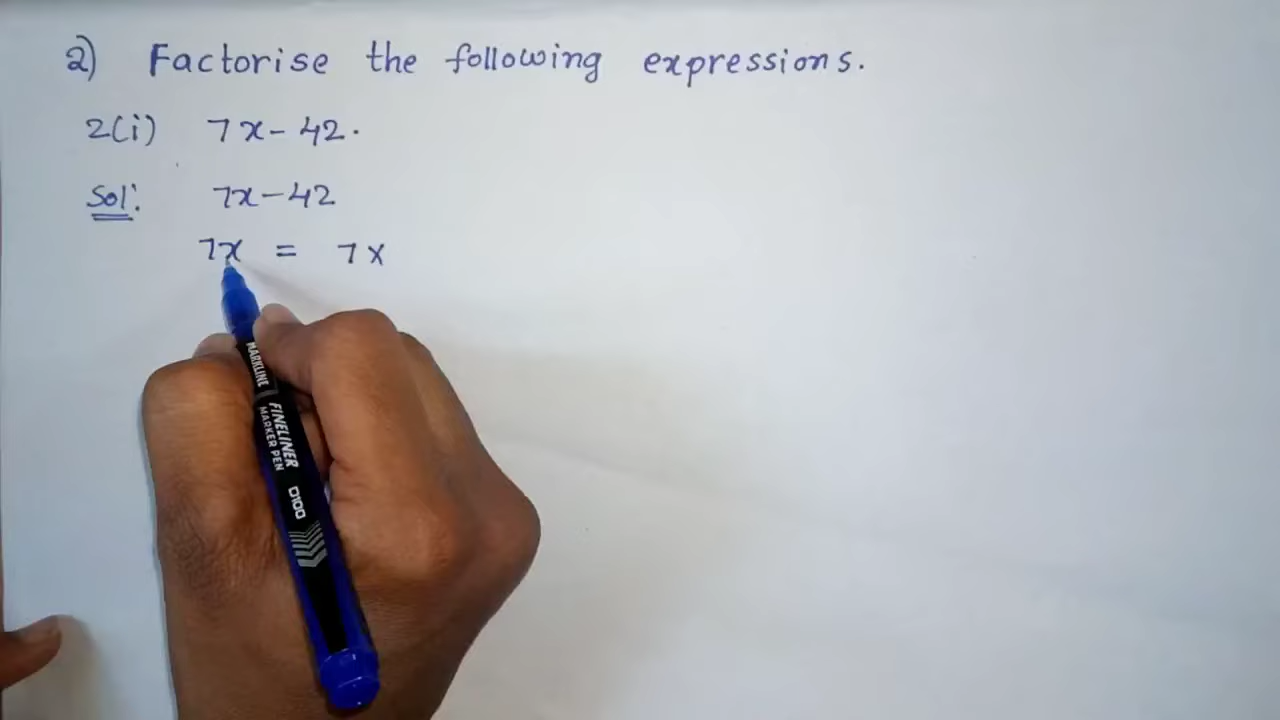 2) Factorise the following expressions.
2(i) 7x - 42.
Sol: 7x - 42
7x = 7 ×
MARKLINE
FINELINER
MARKER PEN
D100